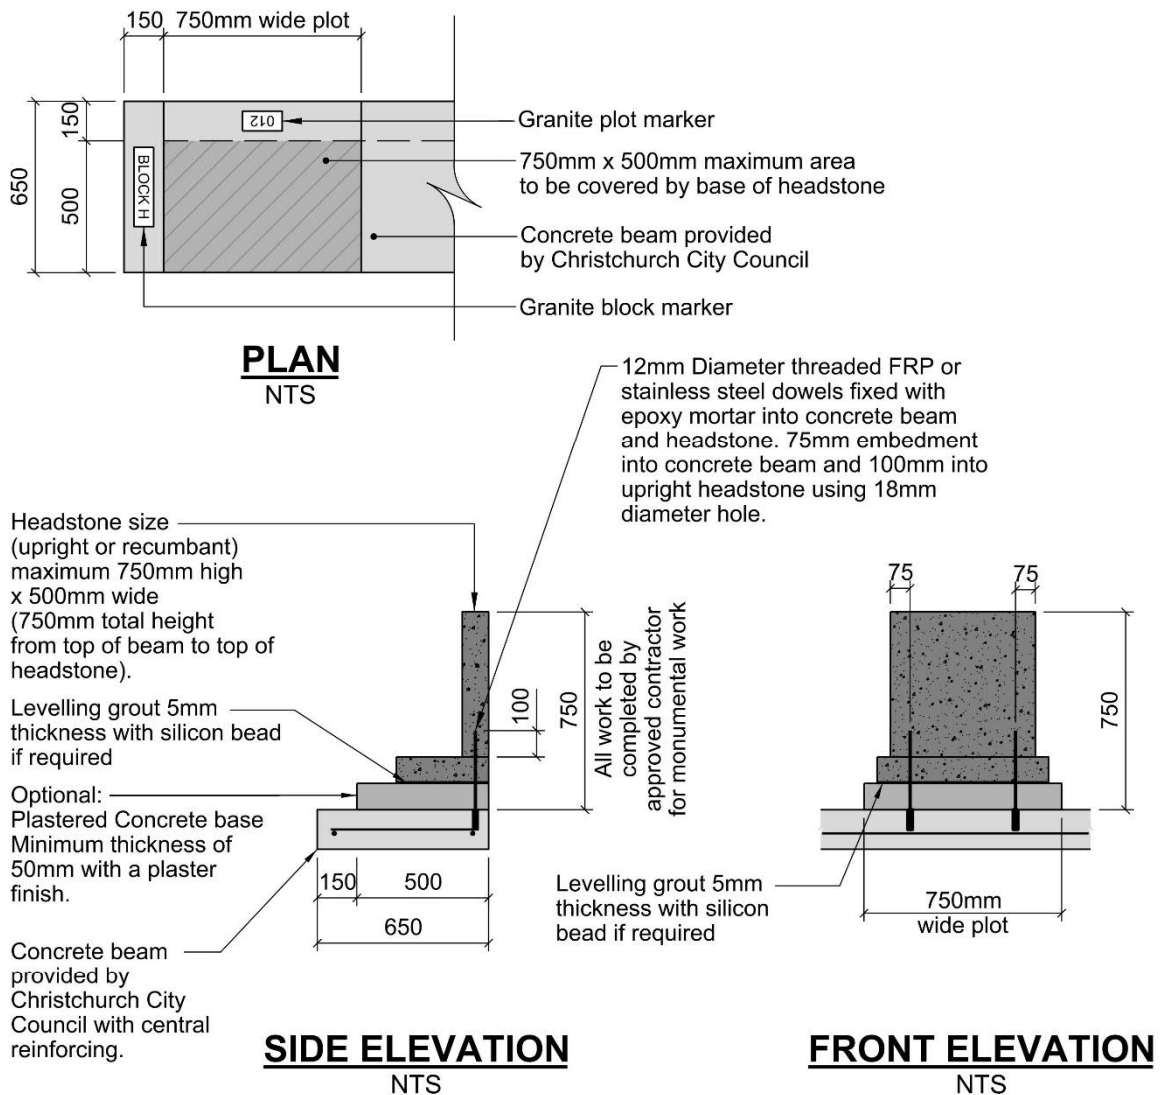 150 750mm wide plot
650
150
500
012
BLOCK H
Granite plot marker
750mm x 500mm maximum area
to be covered by base of headstone
Concrete beam provided
by Christchurch City Council
Granite block marker
PLAN
NTS
12mm Diameter threaded FRP or
stainless steel dowels fixed with
epoxy mortar into concrete beam
and headstone. 75mm embedment
into concrete beam and 100mm into
upright headstone using 18mm
diameter hole.
Headstone size
(upright or recumbant)
maximum 750mm high
x 500mm wide
(750mm total height
from top of beam to top of
headstone).
Levelling grout 5mm
thickness with silicon bead
if required
Optional:
Plastered Concrete base
Minimum thickness of
50mm with a plaster
finish.
Concrete beam
provided by
Christchurch City
Council with central
reinforcing.
100
750
All work to be
completed by
approved contractor
for monumental work
150 500
650
SIDE ELEVATION
NTS
75 75
750
Levelling grout 5mm
thickness with silicon
bead if required
750mm
wide plot
FRONT ELEVATION
NTS